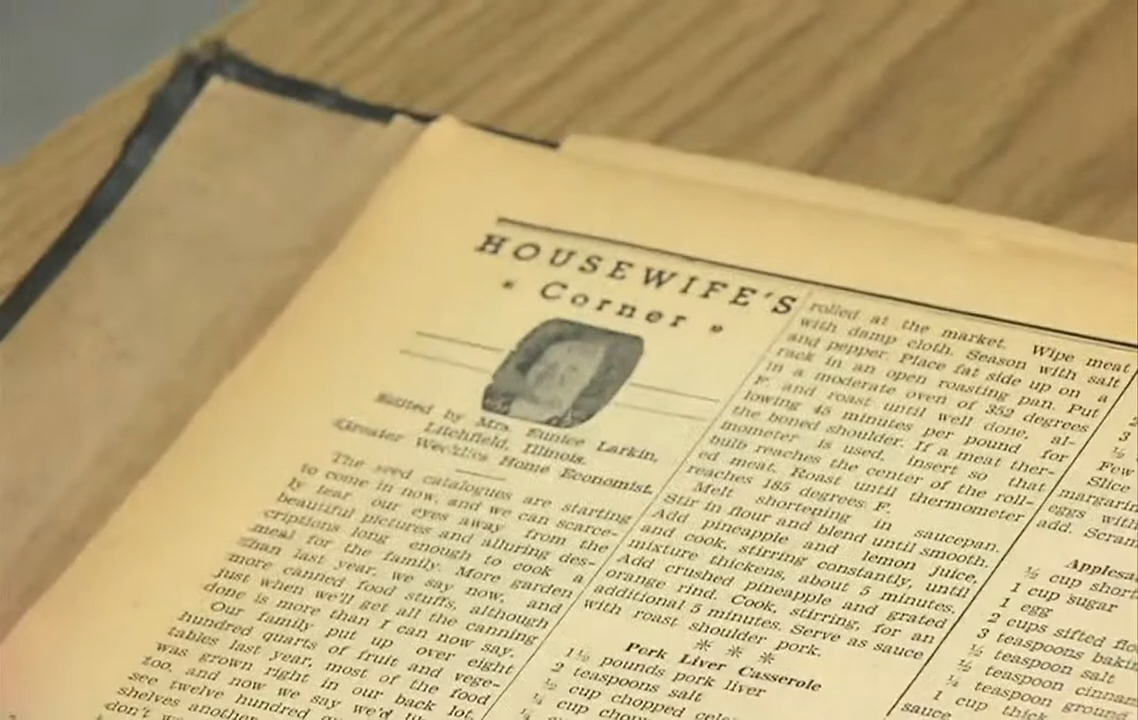 HOUSEWIFE'S
« Corner »
Edited by Mrs. Eunice Larkin,
Litchfield, Illinois.
Greater Weeklies Home Economist.
The seed catalogues are starting
to come in now, and we can scarce-
ly tear our eyes away from the
beautiful pictures and alluring des-
criptions long enough to cook a
meal for the family. More garden
than last year, we say now, and
more canned food stuffs, although
just when we'll get all the canning
done is more than I can now say.
Our family put up over eight
hundred quarts of fruit and vege-
tables last year, most of the food
was grown right in our back lot,
too, and now we say we'd
see twelve hundred
shelves another
don't
rolled at the market. Wipe meat
with damp cloth. Season with salt
and pepper. Place fat side up on a
rack in an open roasting pan. Put
in a moderate oven of 352 degrees
F. and roast until well done, al-
lowing 45 minutes per pound for
the boned shoulder. If a meat ther-
mometer is used, insert so that
bulb reaches the center of the roll-
ed meat. Roast until thermometer
reaches 185 degrees F.
Melt shortening in saucepan.
Stir in flour and blend until smooth.
Add pineapple and lemon juice,
and cook, stirring constantly, until
mixture thickens, about 5 minutes.
Add crushed pineapple and grated
orange rind. Cook, stirring, for an
additional 5 minutes. Serve as sauce
with roast shoulder pork.
* * *
Pork Liver Casserole
1½ pounds pork liver
2 teaspoons salt
¼ cup chopped
¼ cup
½
Few
Slice
margarin
eggs with
add. Scram
Applesa
½ cup short
1 cup sugar
1 egg
2 cups sifted flo
3 teaspoons bakin
½ teaspoon salt
½ teaspoon cinnam
¼ teaspoon ground
1 cup thick
sauce